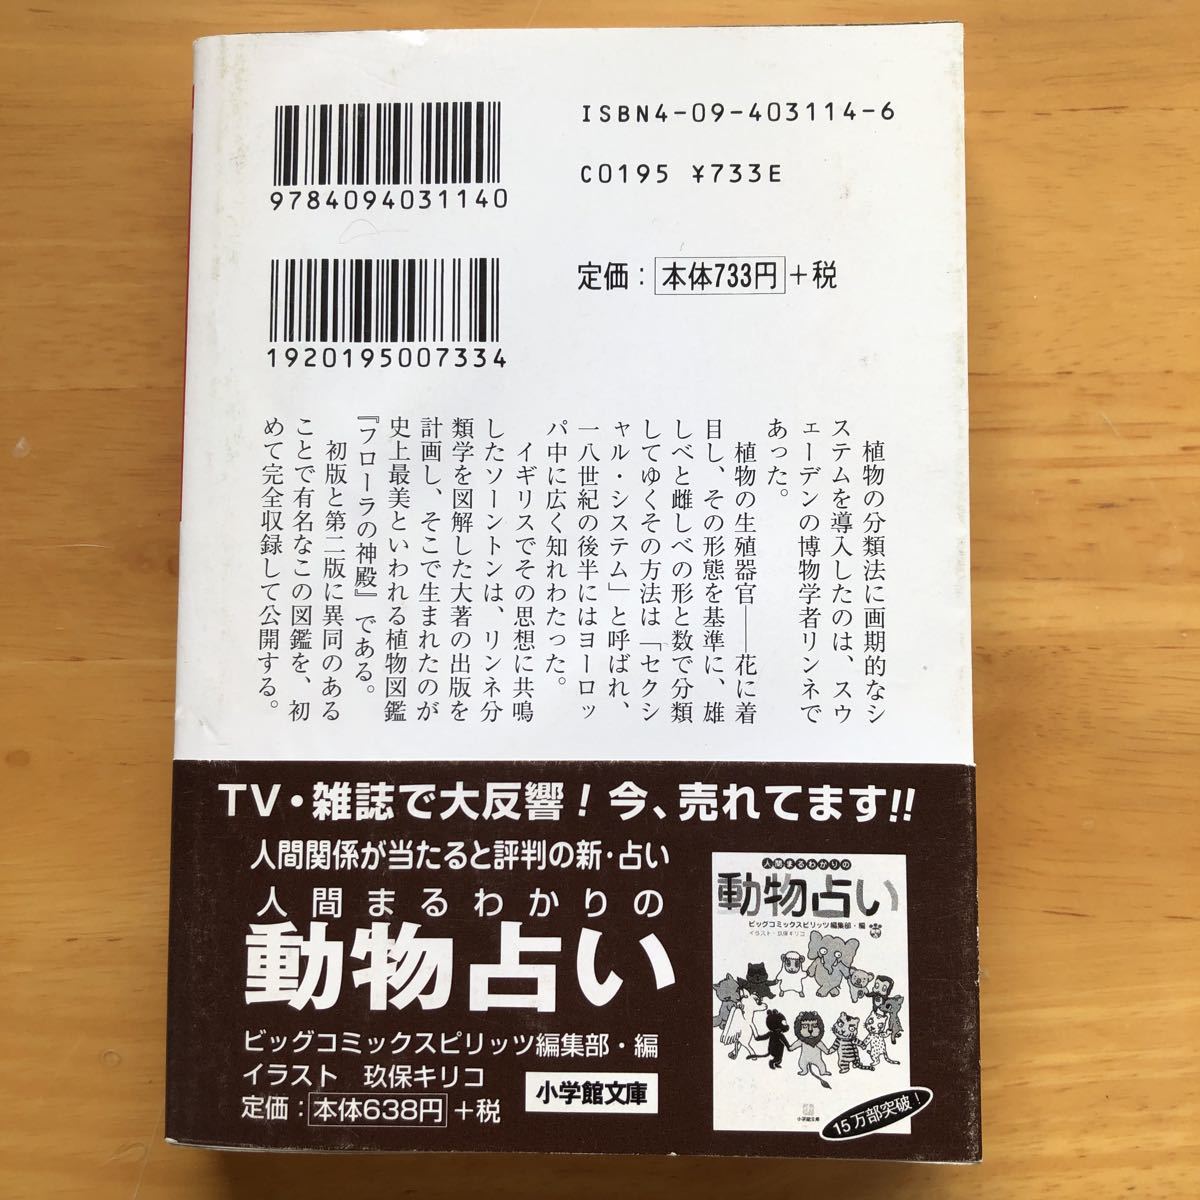 9784094031140
ISBN4-09-403114-6
C0195 ¥733E
1920195007334
定価：本体733円+税
植物の分類法に画期的なシ
ステムを導入したのは、スウ
ェーデンの博物学者リンネで
あった。
植物の生殖器官――花に着
目し、その形態を基準に、雄
しべと雌しべの形と数で分類
してゆくその方法は「セクシ
ャル・システム」と呼ばれ、
一八世紀の後半にはヨーロッ
パ中に広く知れわたった。
イギリスでその思想に共鳴
したソーントンは、リンネ分
類学を図解した大著の出版を
計画し、そこで生まれたのが
史上最美といわれる植物図鑑
『フローラの神殿』である。
初版と第二版に異同のある
ことで有名なこの図鑑を、初
めて完全収録して公開する。
TV・雑誌で大反響！今、売れてます!!
人間関係が当たると評判の新・占い
人間まるわかりの
動物占い
ビッグコミックスピリッツ編集部・編
イラスト 玖保キリコ
定価：本体638円+税
小学館文庫
人間まるわかりの
動物占い
ビッグコミックスピリッツ編集部・編
イラスト・玖保キリコ
小学館文庫
15万部突破！